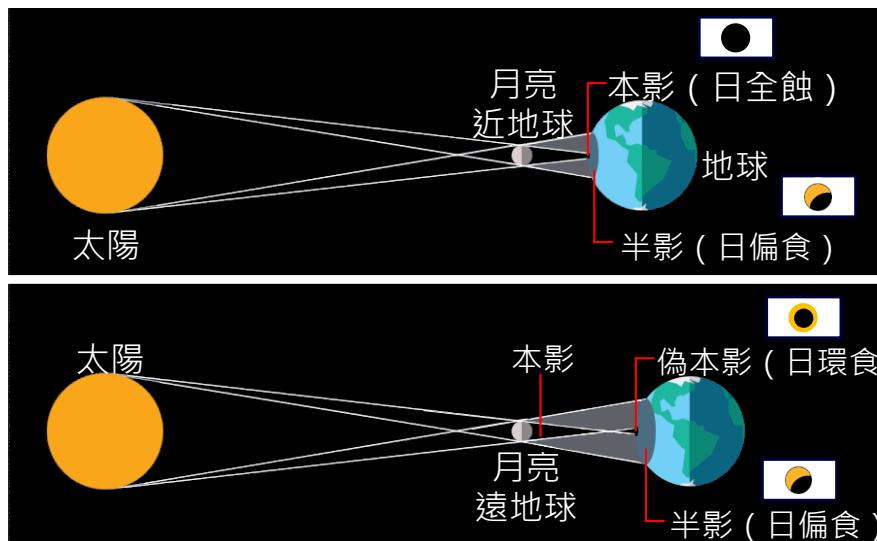 月亮
近地球
本影（日全蝕）
地球
太陽
半影（日偏食）
太陽
本影
偽本影（日環食
月亮
遠地球
半影（日偏食）